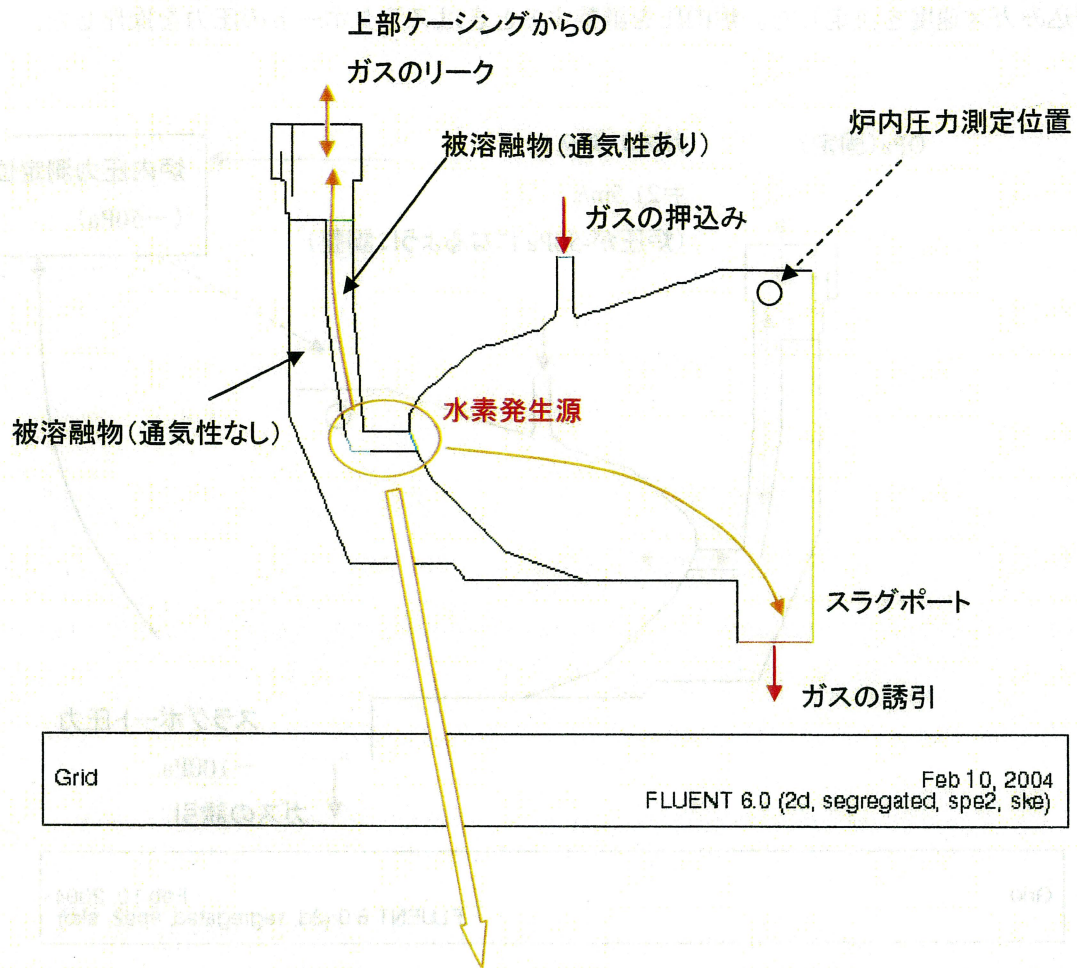 上部ケーシングからの
ガスのリーク
炉内圧力測定位置
被溶融物(通気性あり)
ガスの押込み
水素発生源
被溶融物(通気性なし)
スラグポート
ガスの誘引
Grid
Feb 10, 2004
FLUENT 6.0 (2d, segregated, spe2, ske)